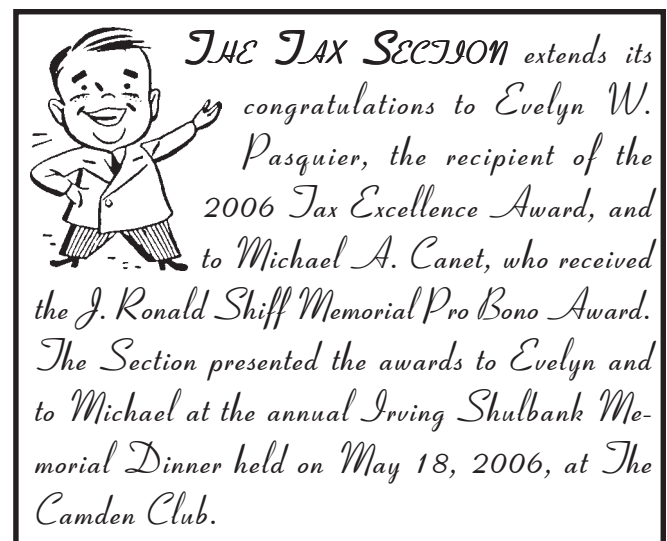 THE TAX SECTION extends its
congratulations to Evelyn W.
Pasquier, the recipient of the
2006 Tax Excellence Award, and
to Michael A. Canet, who received
the J. Ronald Shiff Memorial Pro Bono Award.
The Section presented the awards to Evelyn and
to Michael at the annual Irving Shulbank Me-
morial Dinner held on May 18, 2006, at The
Camden Club.